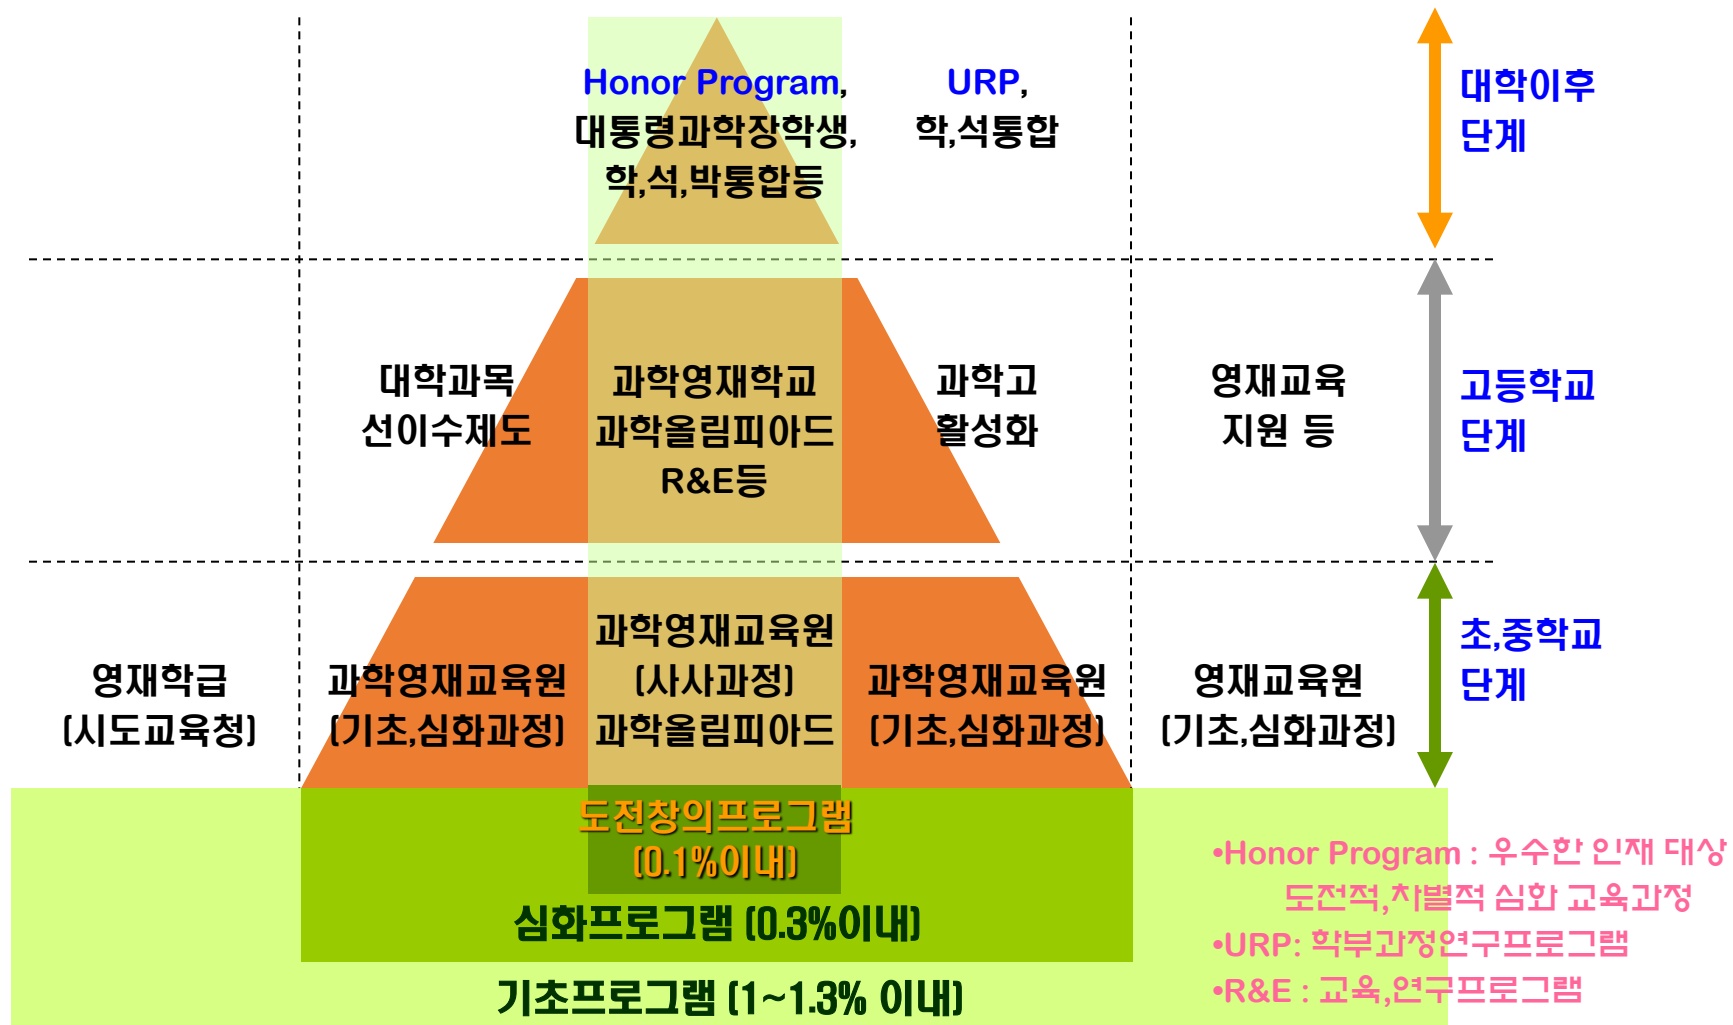 Honor Program,
대통령과학장학생,
학,석,박통합등
URP,
학,석통합
대학이후
단계
대학과목
선이수제도
과학영재학교
과학올림피아드
R&E등
과학고
활성화
영재교육
지원 등
고등학교
단계
영재학급
(시도교육청)
과학영재교육원
(기초,심화과정)
과학영재교육원
(사사과정)
과학올림피아드
과학영재교육원
(기초,심화과정)
영재교육원
(기초,심화과정)
초,중학교
단계
도전창의프로그램
(0.1%이내)
심화프로그램 (0.3%이내)
기초프로그램 (1~1.3% 이내)
•Honor Program : 우수한 인재 대상
도전적,차별적 심화 교육과정
•URP: 학부과정연구프로그램
•R&E : 교육,연구프로그램